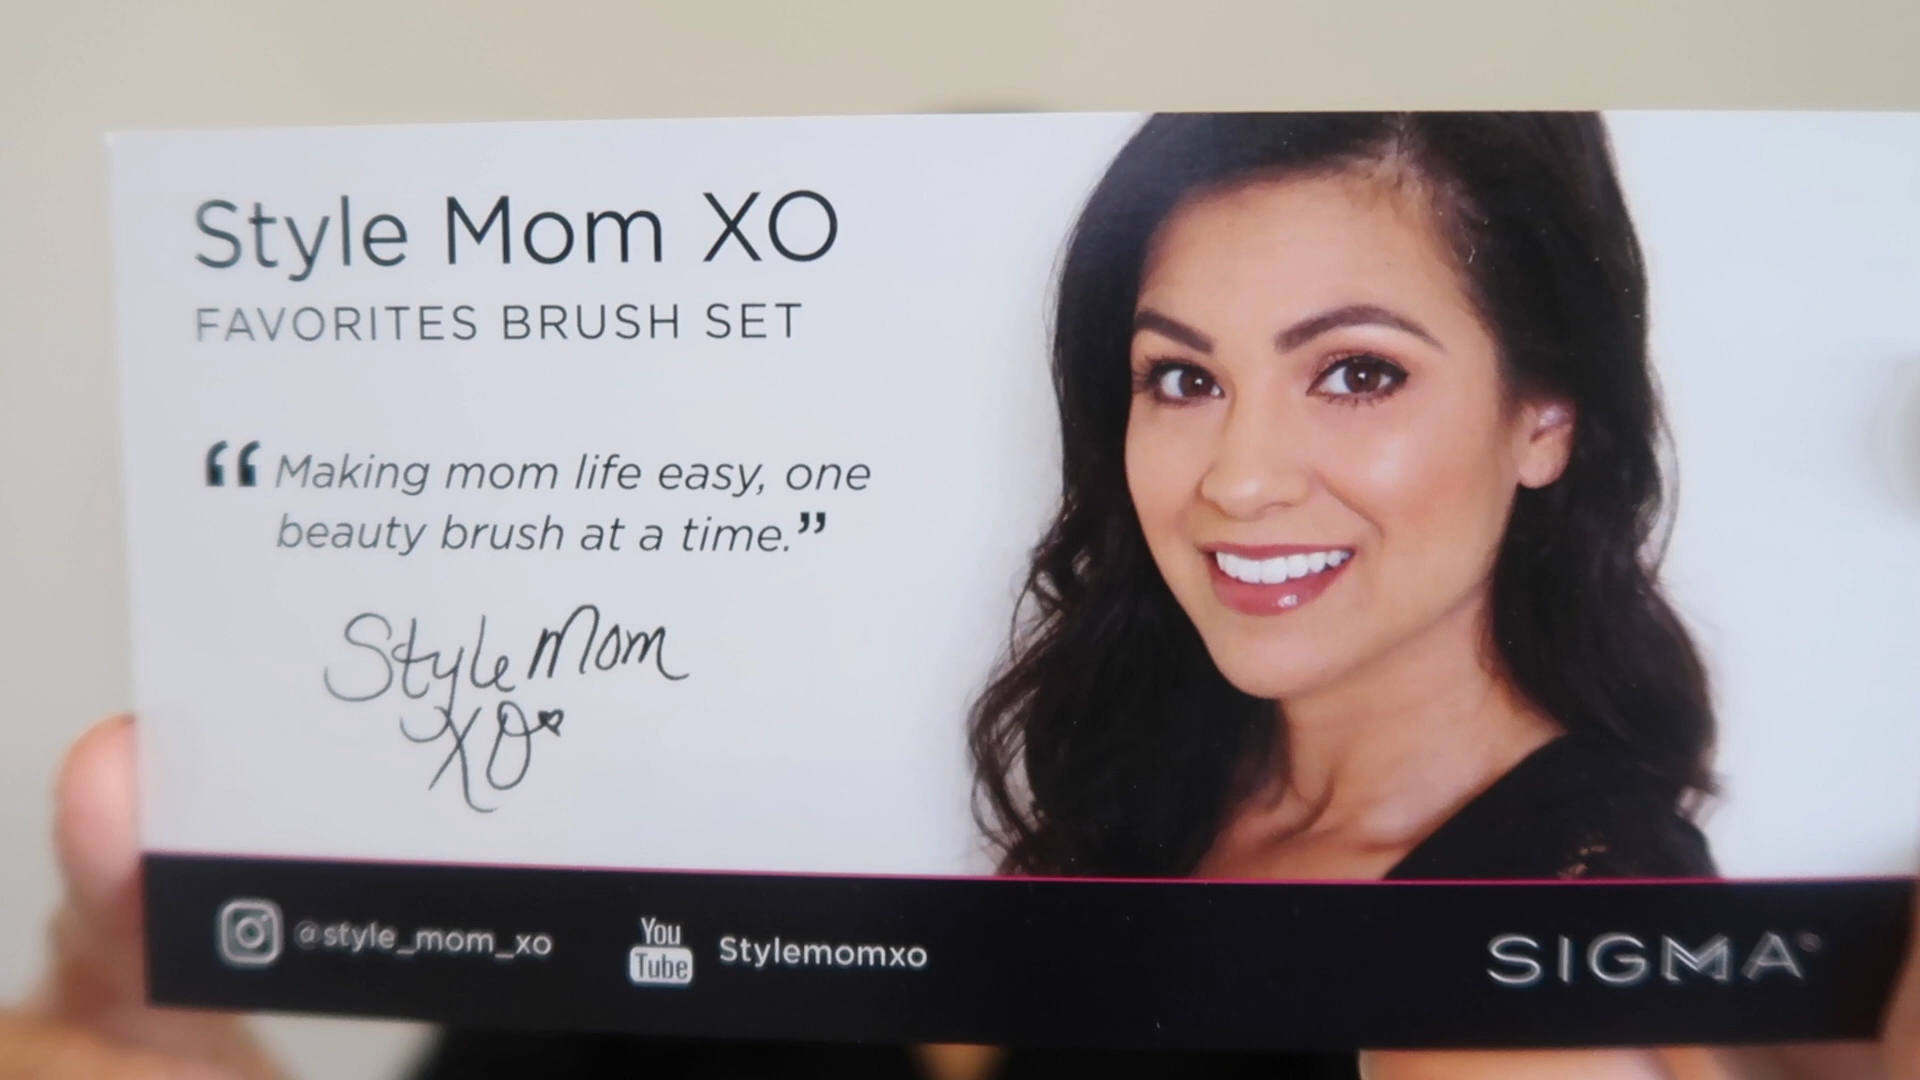 Style Mom XO
FAVORITES BRUSH SET
“Making mom life easy, one
beauty brush at a time.”
Style Mom
XO
@style_mom_xo
You
Tube
Stylemomxo
SIGMA®